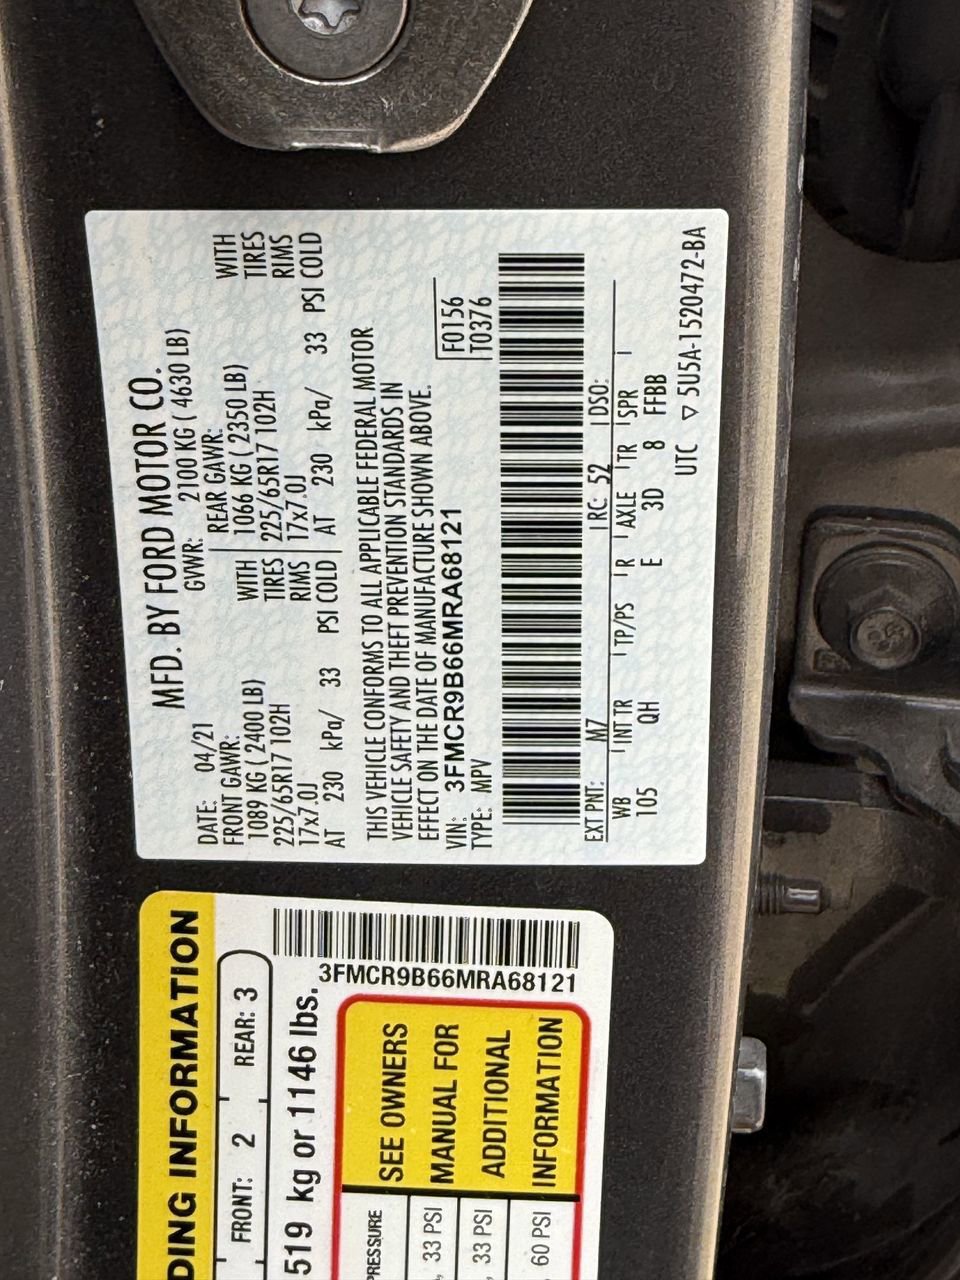 MFD. BY FORD MOTOR CO.
DATE: 04/21 GVWR: 2100 KG ( 4630 LB)
FRONT GAWR: REAR GAWR:
1089 KG ( 2400 LB) WITH 1066 KG ( 2350 LB) WITH
225/65R17 102H TIRES 225/65R17 102H TIRES
17x7.0J RIMS 17x7.0J RIMS
AT 230 kPa/ 33 PSI COLD AT 230 kPa/ 33 PSI COLD
THIS VEHICLE CONFORMS TO ALL APPLICABLE FEDERAL MOTOR
VEHICLE SAFETY AND THEFT PREVENTION STANDARDS IN
EFFECT ON THE DATE OF MANUFACTURE SHOWN ABOVE.
VIN: 3FMCR9B66MRA68121 F0156
TYPE: MPV T0376
EXT PNT: M7 RC: 52 DSO:
WB INT TR TP/PS R AXLE TR SPR
105 QH E 3D 8 FFBB
UTC ▽ 5U5A-1520472-BA
DING INFORMATION
FRONT: 2 REAR: 3
519 kg or 1146 lbs.
3FMCR9B66MRA68121
PRESSURE
33 PSI
33 PSI
60 PSI
SEE OWNERS
MANUAL FOR
ADDITIONAL
INFORMATION